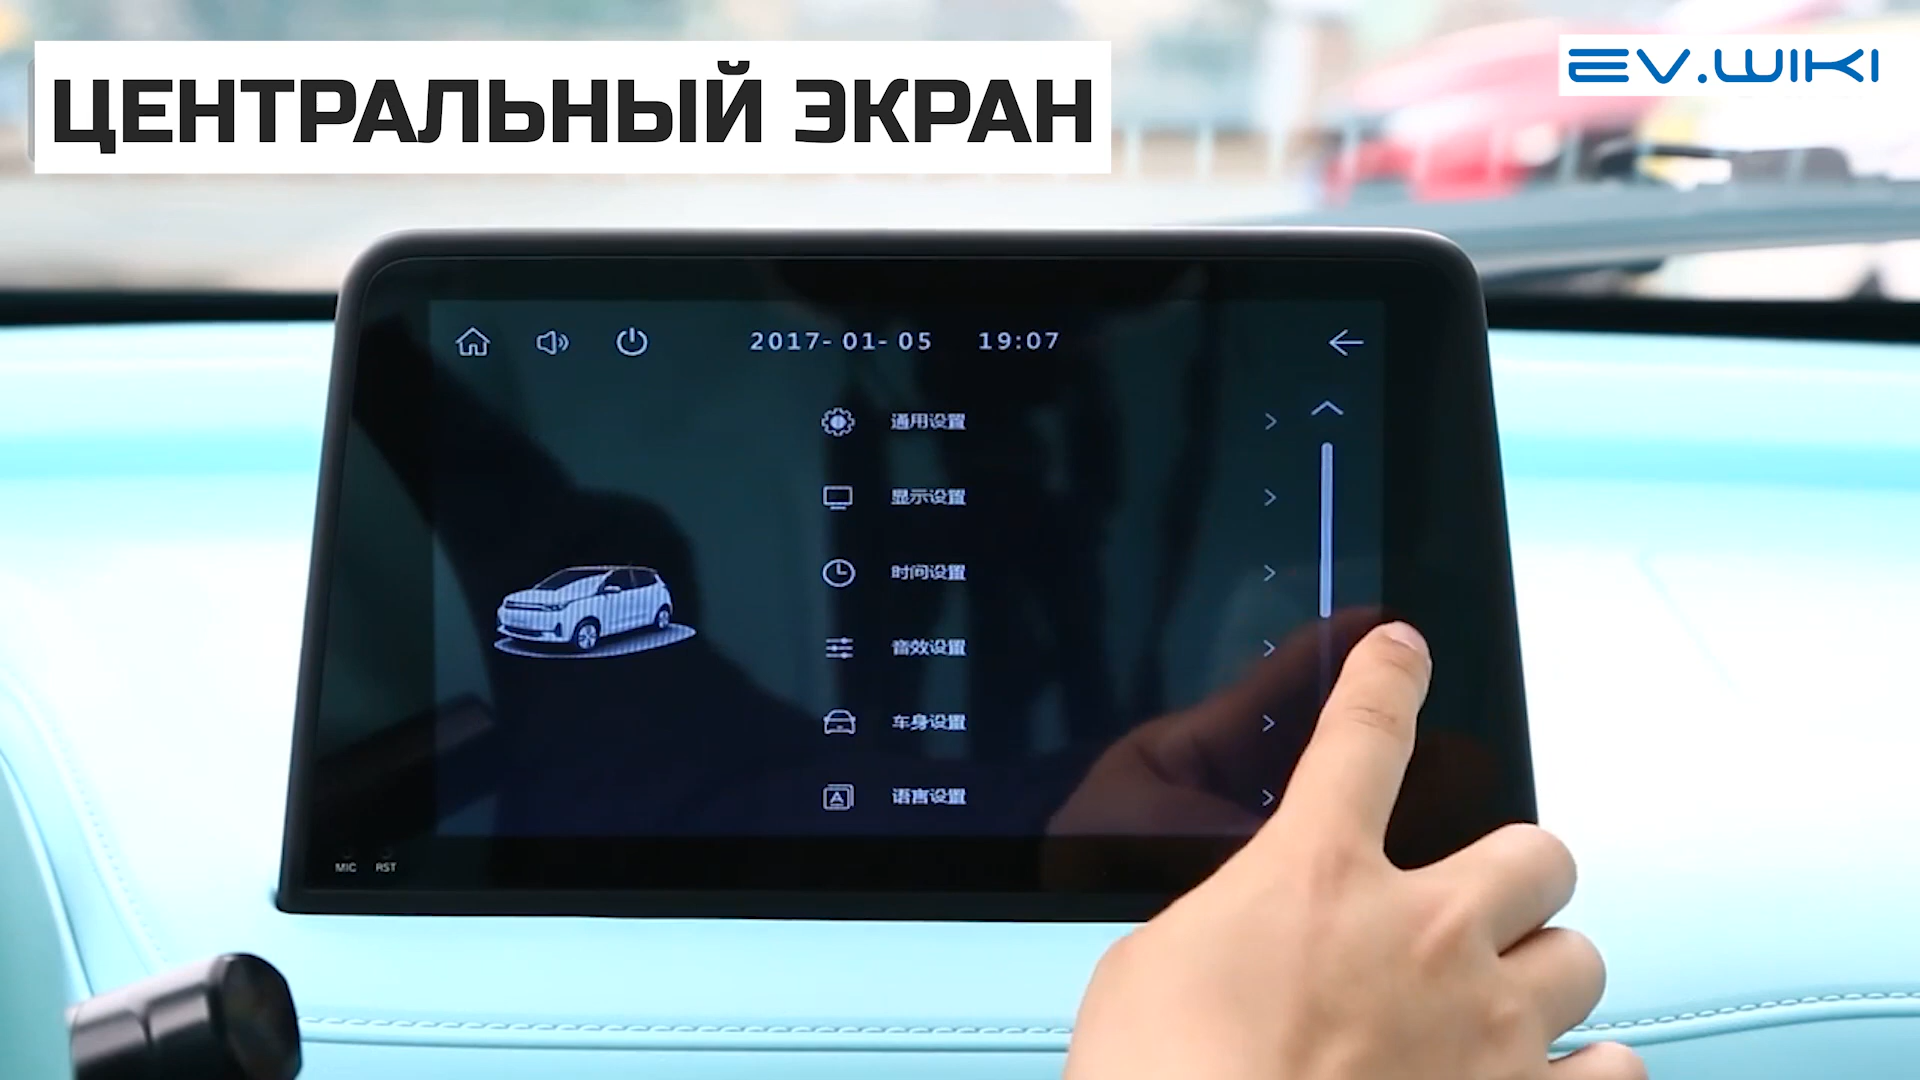 ЦЕНТРАЛЬНЫЙ ЭКРАН
EV.WIKI
2017-01-05 19:07
通用设置
显示设置
时间设置
音效设置
车身设置
A 语言设置
MIC RST